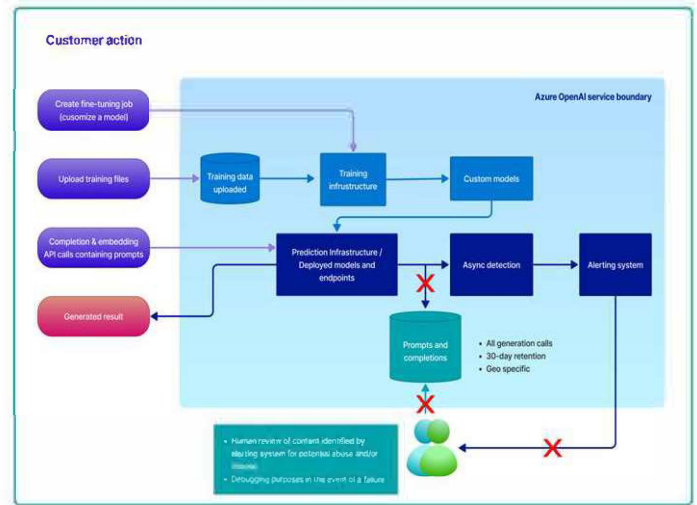 Customer action
Azure OpenAI service boundary
Create fine-tuning job
(cusomize a model)
Upload training files
Training data
uploaded
Training
infrustructure
Custom models
Completion & embedding
API calls containing prompts
Prediction Infrastructure /
Deployed models and
endpoints
Async detection
Alerting system
Generated result
Prompts and
completions
• All generation calls
• 30-day retention
• Geo specific
• Human review of content identified by
alerting system for potential abuse and/or
• Debugging purposes in the event of a failure